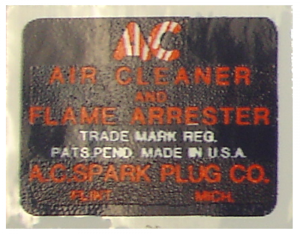 AC
AIR CLEANER
AND
FLAME ARRESTER
TRADE MARK REG.
PATS.PEND. MADE IN U.S.A.
A.C.SPARK PLUG CO.
FLINT MICH.